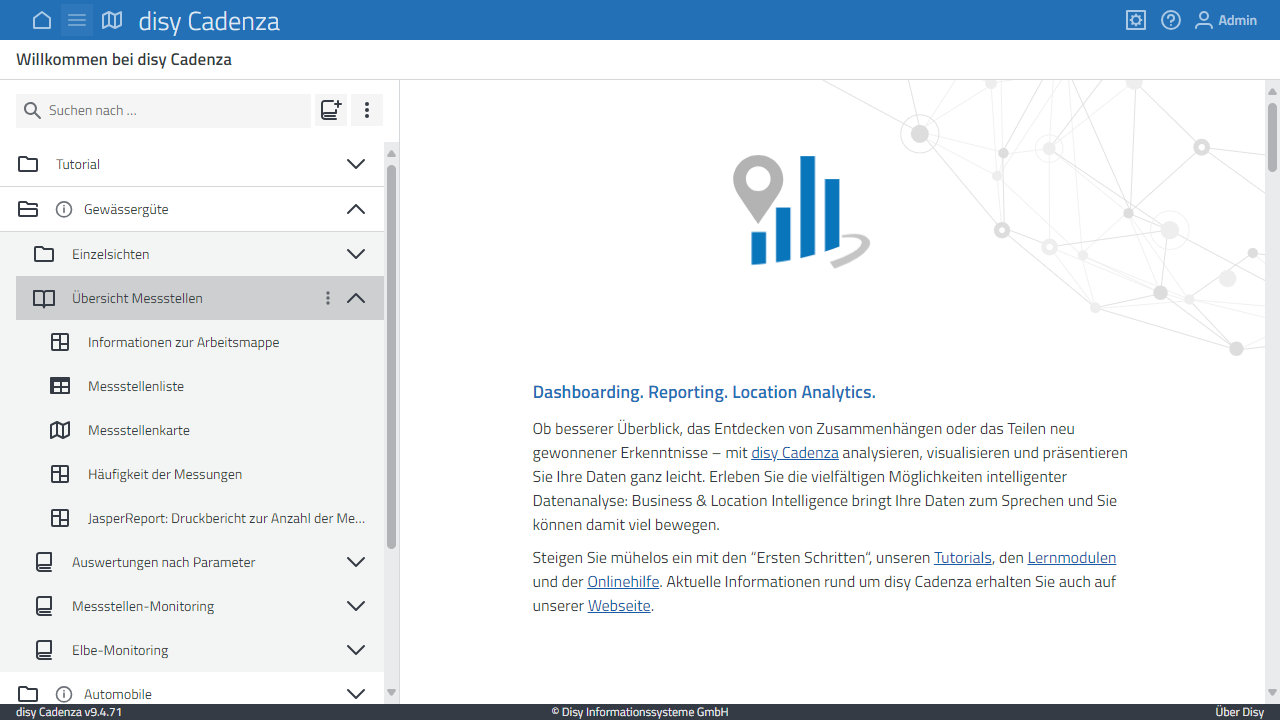 disy Cadenza
Admin
Willkommen bei disy Cadenza
Suchen nach ...
Tutorial
Gewässergüte
Einzelsichten
Übersicht Messstellen
Informationen zur Arbeitsmappe
Messstellenliste
Messstellenkarte
Häufigkeit der Messungen
JasperReport: Druckbericht zur Anzahl der Me...
Auswertungen nach Parameter
Messstellen-Monitoring
Elbe-Monitoring
Automobile
Dashboarding. Reporting. Location Analytics.
Ob besserer Überblick, das Entdecken von Zusammenhängen oder das Teilen neu
gewonnener Erkenntnisse – mit disy Cadenza analysieren, visualisieren und präsentieren
Sie Ihre Daten ganz leicht. Erleben Sie die vielfältigen Möglichkeiten intelligenter
Datenanalyse: Business & Location Intelligence bringt Ihre Daten zum Sprechen und Sie
können damit viel bewegen.
Steigen Sie mühelos ein mit den “Ersten Schritten“, unseren Tutorials, den Lernmodulen
und der Onlinehilfe. Aktuelle Informationen rund um disy Cadenza erhalten Sie auch auf
unserer Webseite.
disy Cadenza v9.4.71
© Disy Informationssysteme GmbH
Über Disy